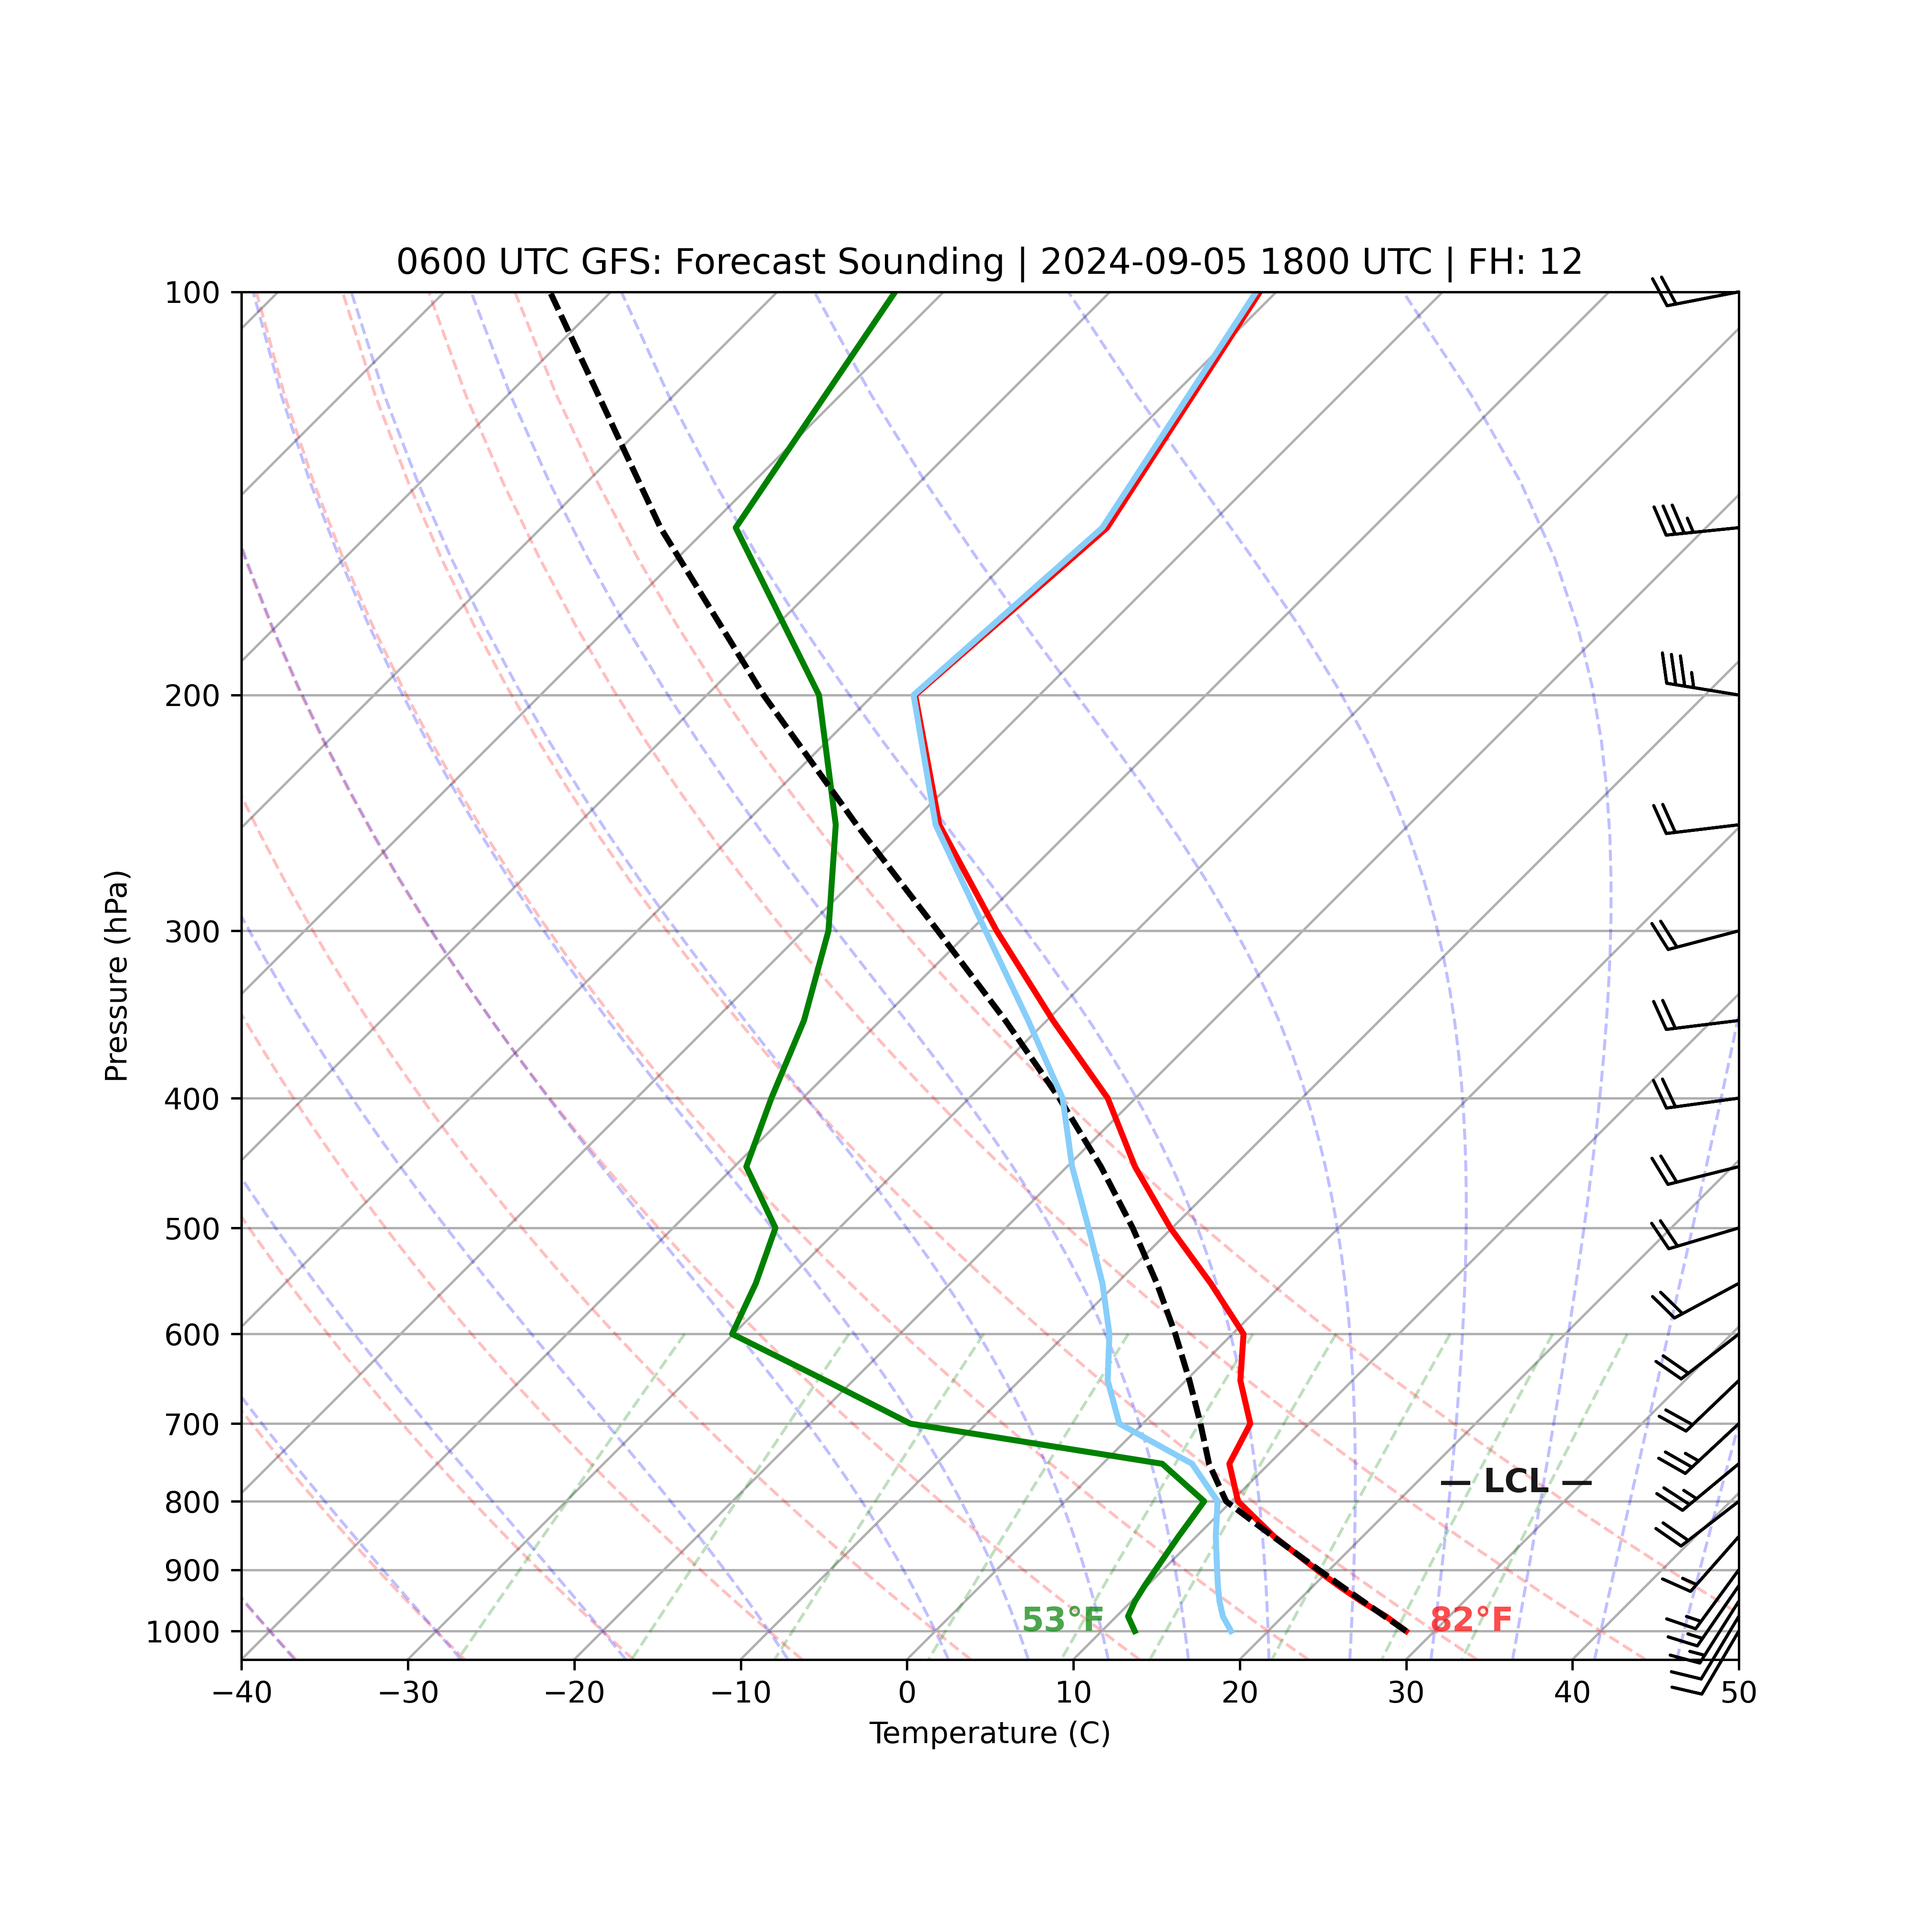 0600 UTC GFS: Forecast Sounding | 2024-09-05 1800 UTC | FH: 12
100
200
300
400
500
600
700
800
900
1000
Pressure (hPa)
— LCL —
53°F
82°F
−40 −30 −20 −10 0 10 20 30 40 50
Temperature (C)